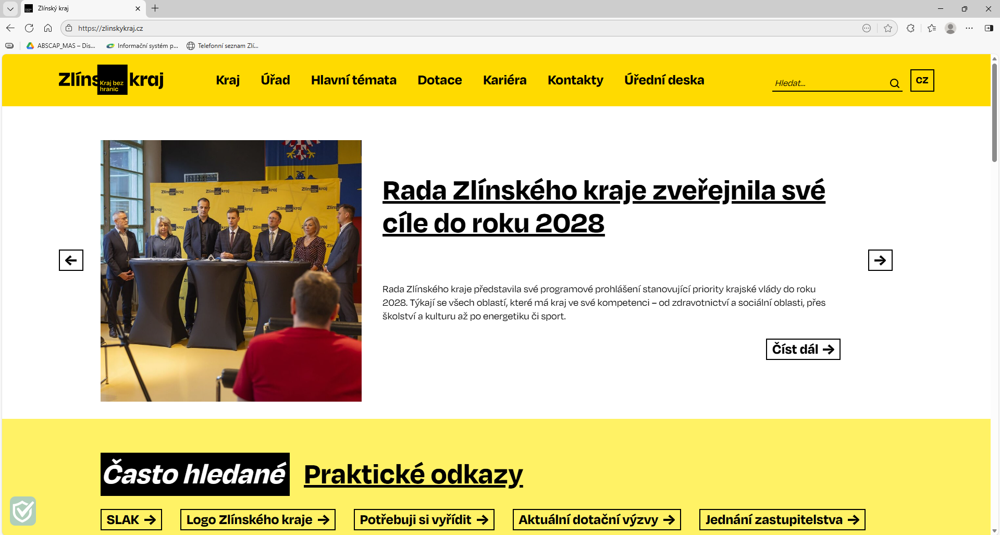 Zlínský kraj
https://zlinskykraj.cz
ABSCAP_MAS – Dis...
Informační systém p...
Telefonní seznam Zlí...
Zlíns kraj
Kraj bez
hranic
Kraj
Úřad
Hlavní témata
Dotace
Kariéra
Kontakty
Úřední deska
Hledat...
CZ
Rada Zlínského kraje zveřejnila své
cíle do roku 2028
Rada Zlínského kraje představila své programové prohlášení stanovující priority krajské vlády do roku
2028. Týkají se všech oblastí, které má kraj ve své kompetenci – od zdravotnictví a sociální oblasti, přes
školství a kulturu až po energetiku či sport.
Číst dál →
Často hledané
Praktické odkazy
SLAK →
Logo Zlínského kraje →
Potřebuji si vyřídit →
Aktuální dotační výzvy →
Jednání zastupitelstva →